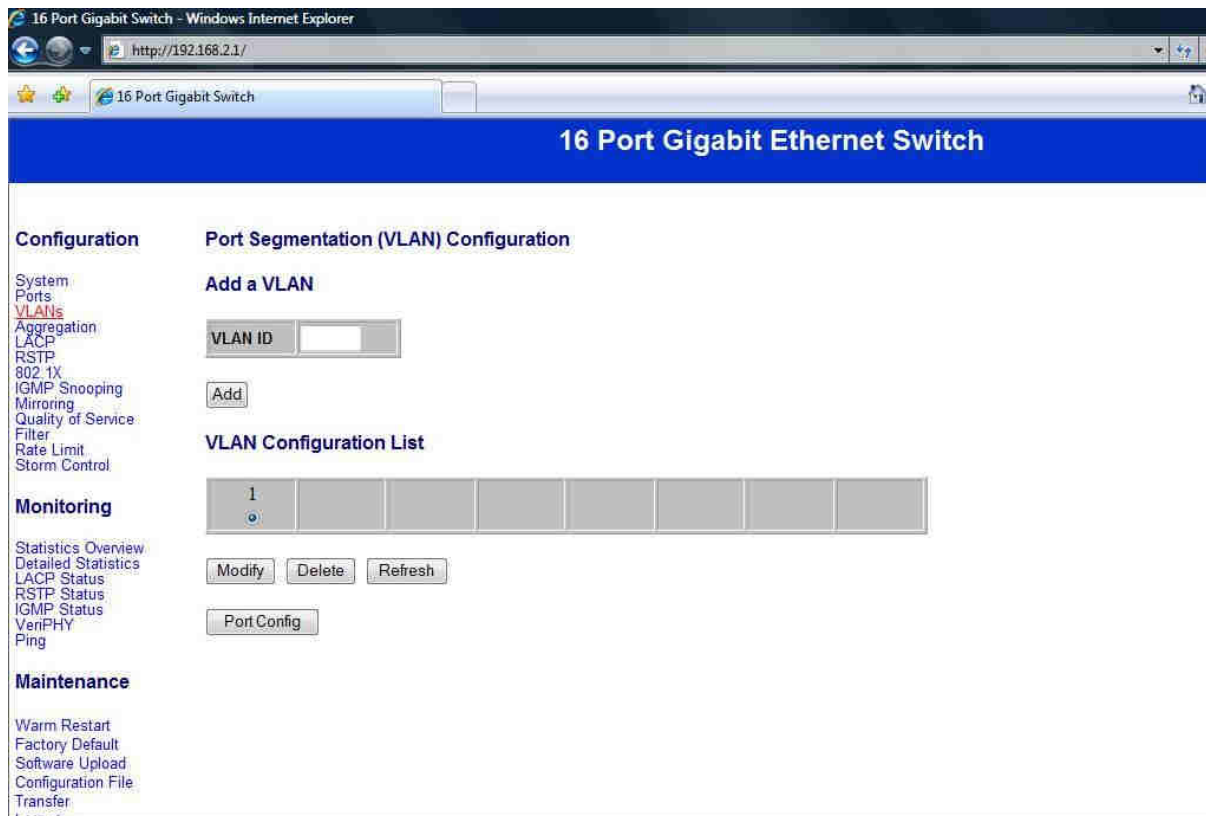 16 Port Gigabit Switch - Windows Internet Explorer
http://192.168.2.1/
16 Port Gigabit Switch
16 Port Gigabit Ethernet Switch
Configuration
System
Ports
VLANs
Aggregation
LACP
RSTP
802.1X
IGMP Snooping
Mirroring
Quality of Service
Filter
Rate Limit
Storm Control
Monitoring
Statistics Overview
Detailed Statistics
LACP Status
RSTP Status
IGMP Status
VeriPHY
Ping
Maintenance
Warm Restart
Factory Default
Software Upload
Configuration File
Transfer
Port Segmentation (VLAN) Configuration
Add a VLAN
VLAN ID
Add
VLAN Configuration List
1
Modify Delete Refresh
Port Config